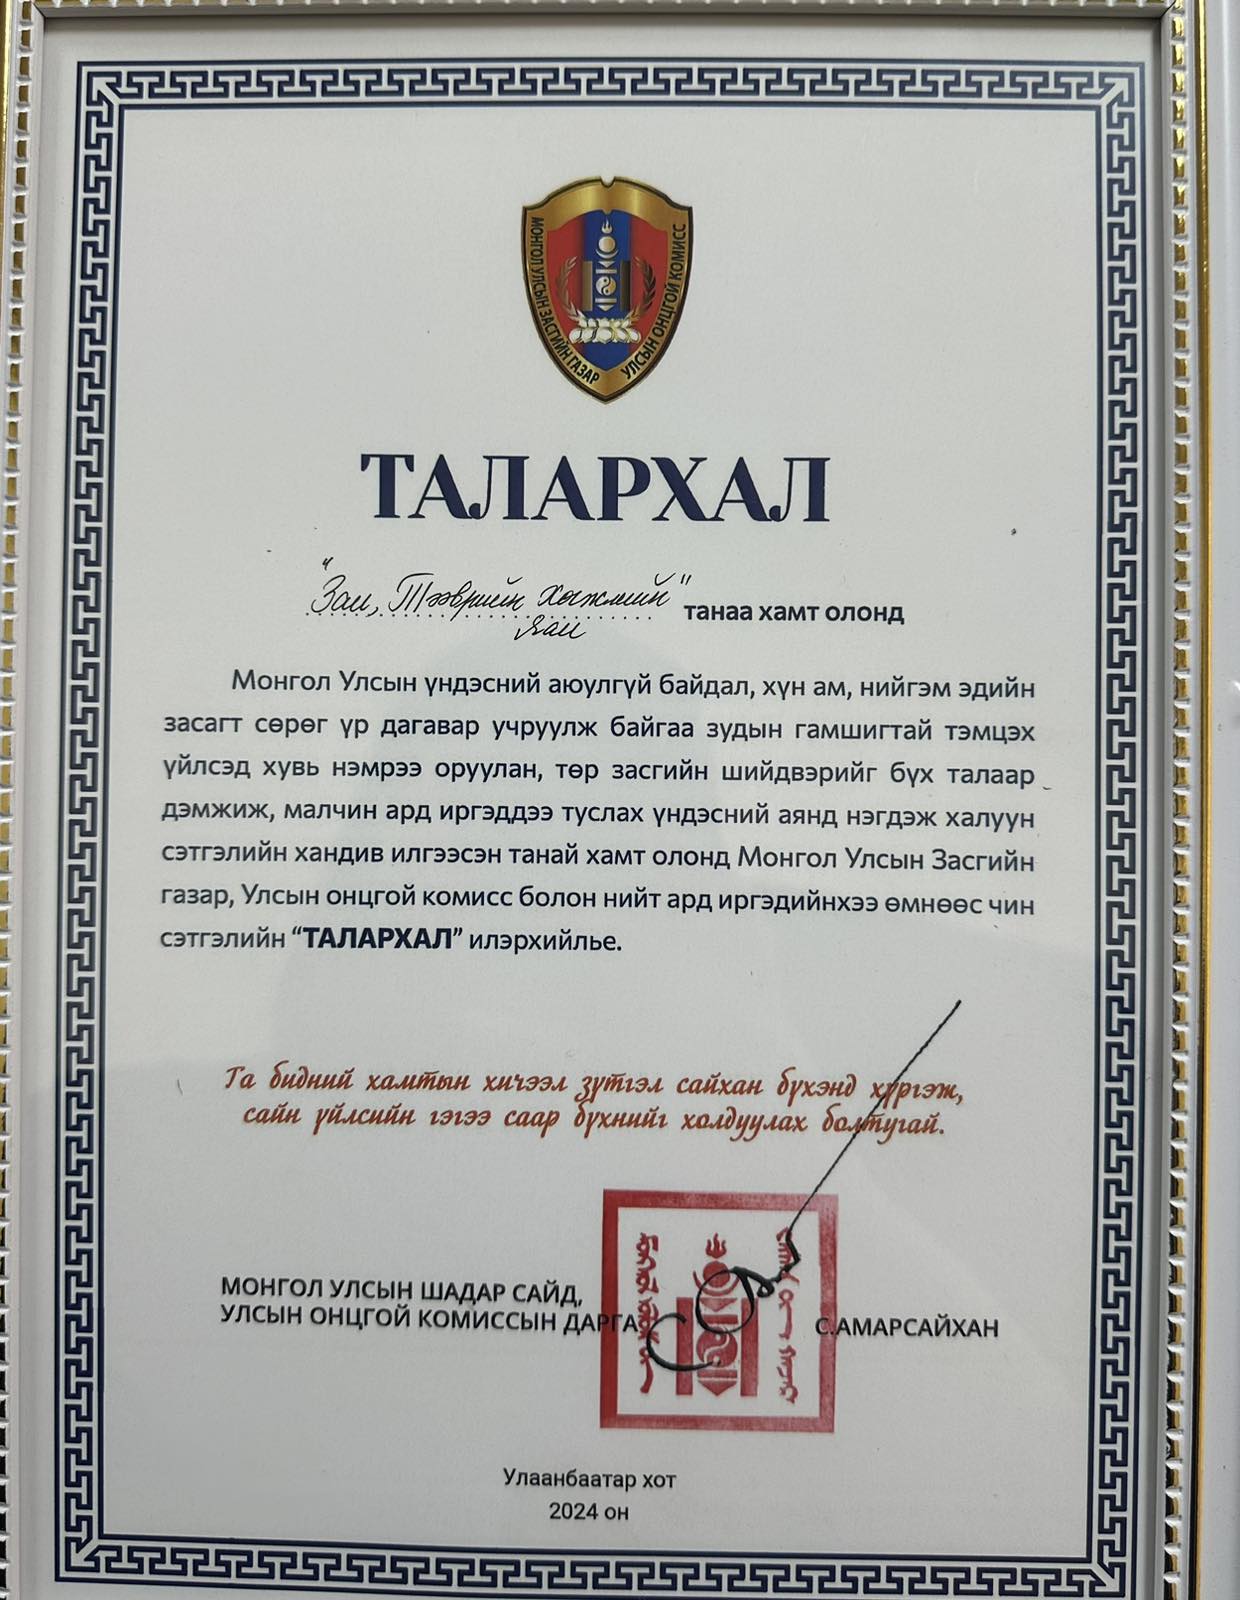 МОНГОЛ УЛСЫН ЗАСГИЙН ГАЗАР
УЛСЫН ОНЦГОЙ КОМИСС
ТАЛАРХАЛ
"Зам, Тээврийн Хөгжлийн" танаа хамт олонд
Яам
Монгол Улсын үндэсний аюулгүй байдал, хүн ам, нийгэм эдийн
засагт сөрөг үр дагавар учруулж байгаа зудын гамшигтай тэмцэх
үйлсэд хувь нэмрээ оруулан, төр засгийн шийдвэрийг бүх талаар
дэмжиж, малчин ард иргэддээ туслах үндэсний аянд нэгдэж халуун
сэтгэлийн хандив илгээсэн танай хамт олонд Монгол Улсын Засгийн
газар, Улсын онцгой комисс болон нийт ард иргэдийнхээ өмнөөс чин
сэтгэлийн “ТАЛАРХАЛ” илэрхийлье.
Та бидний хамтын хичээл зүтгэл сайхан бүхэнд хүргэж,
сайн үйлсийн гэгээ саар бүхнийг холдуулах болтугай.
МОНГОЛ УЛСЫН ШАДАР САЙД,
УЛСЫН ОНЦГОЙ КОМИССЫН ДАРГА С.АМАРСАЙХАН
Улаанбаатар хот
2024 он